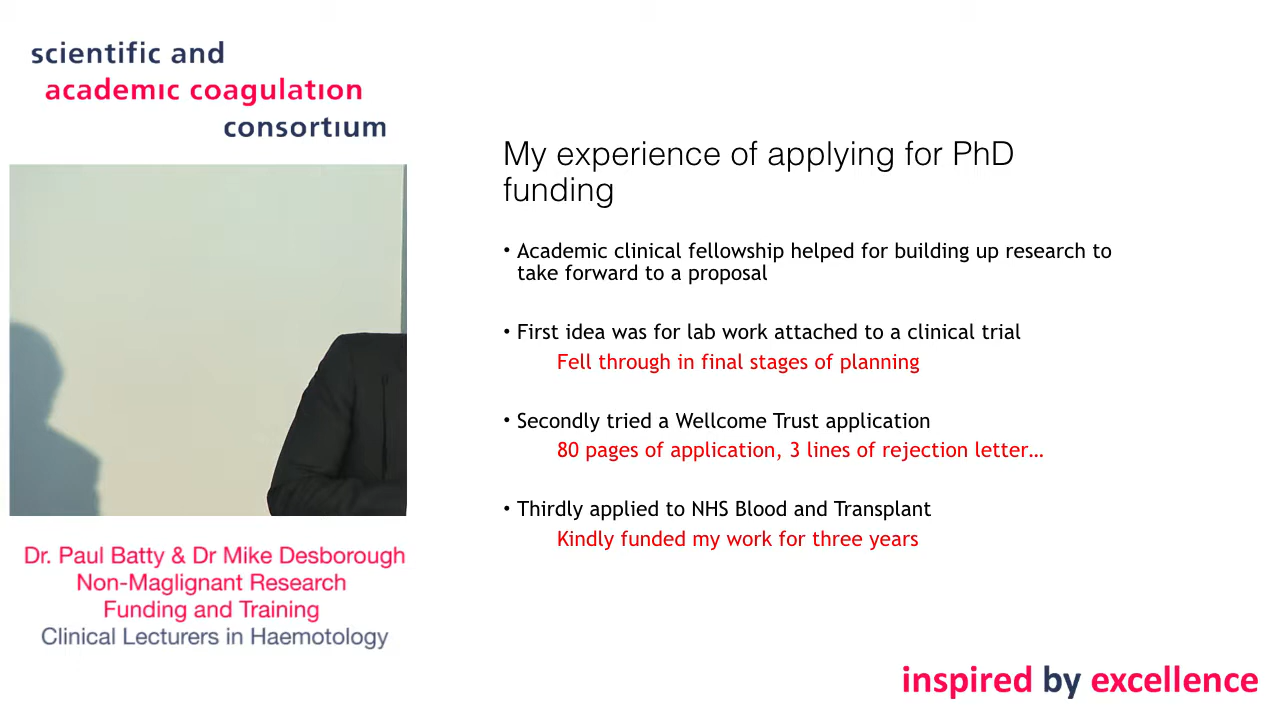 scientific and
academic coagulation
consortium
My experience of applying for PhD
funding
• Academic clinical fellowship helped for building up research to
take forward to a proposal
• First idea was for lab work attached to a clinical trial
Fell through in final stages of planning
• Secondly tried a Wellcome Trust application
80 pages of application, 3 lines of rejection letter…
• Thirdly applied to NHS Blood and Transplant
Kindly funded my work for three years
Dr. Paul Batty & Dr Mike Desborough
Non-Maglignant Research
Funding and Training
Clinical Lecturers in Haemotology
inspired by excellence